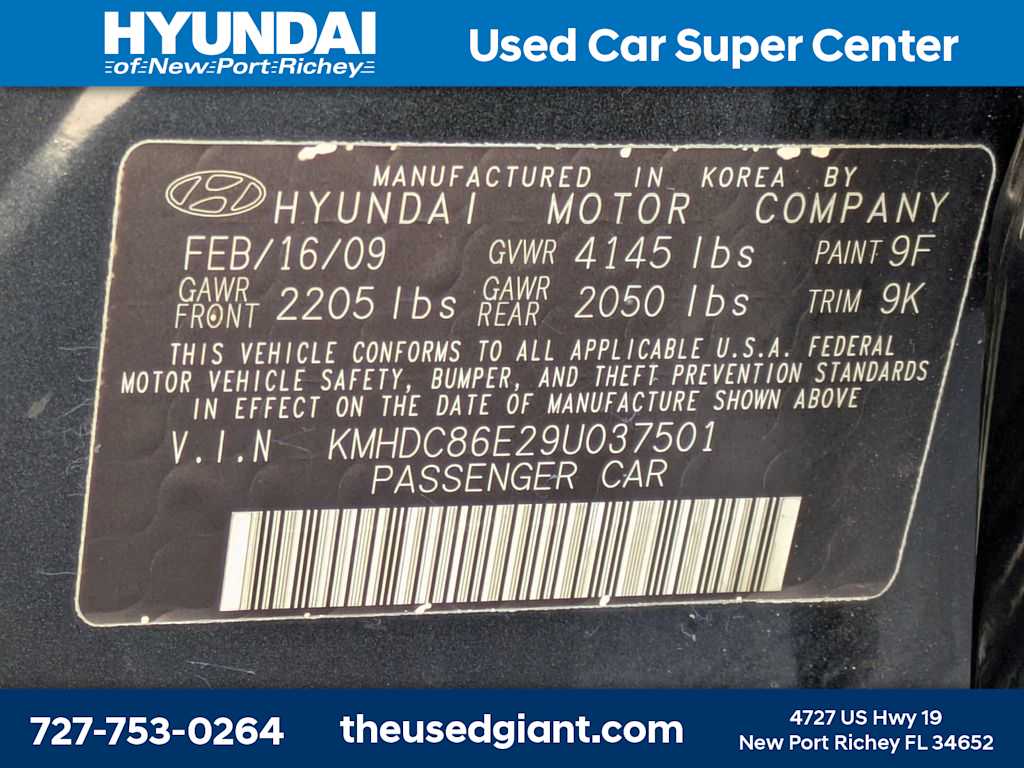 HYUNDAI
of New Port Richey
Used Car Super Center
MANUFACTURED IN KOREA BY
HYUNDAI MOTOR COMPANY
FEB/16/09 GVWR 4145 lbs PAINT 9F
GAWR FRONT 2205 lbs GAWR REAR 2050 lbs TRIM 9K
THIS VEHICLE CONFORMS TO ALL APPLICABLE U.S.A. FEDERAL
MOTOR VEHICLE SAFETY, BUMPER, AND THEFT PREVENTION STANDARDS
IN EFFECT ON THE DATE OF MANUFACTURE SHOWN ABOVE
V.I.N KMHDC86E29U037501
PASSENGER CAR
727-753-0264
theusedgiant.com
4727 US Hwy 19
New Port Richey FL 34652